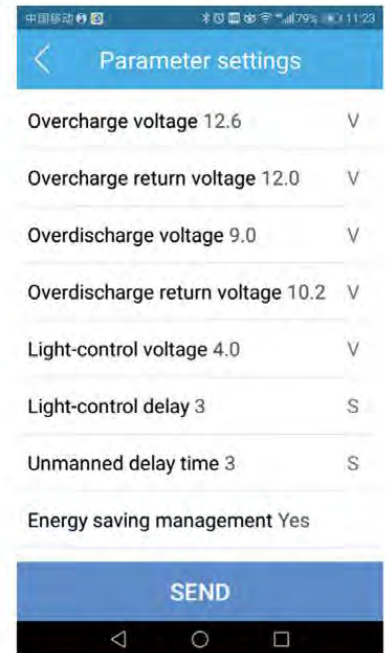 中国移动 79% 11:23
Parameter settings
Overcharge voltage 12.6 V
Overcharge return voltage 12.0 V
Overdischarge voltage 9.0 V
Overdischarge return voltage 10.2 V
Light-control voltage 4.0 V
Light-control delay 3 S
Unmanned delay time 3 S
Energy saving management Yes
SEND